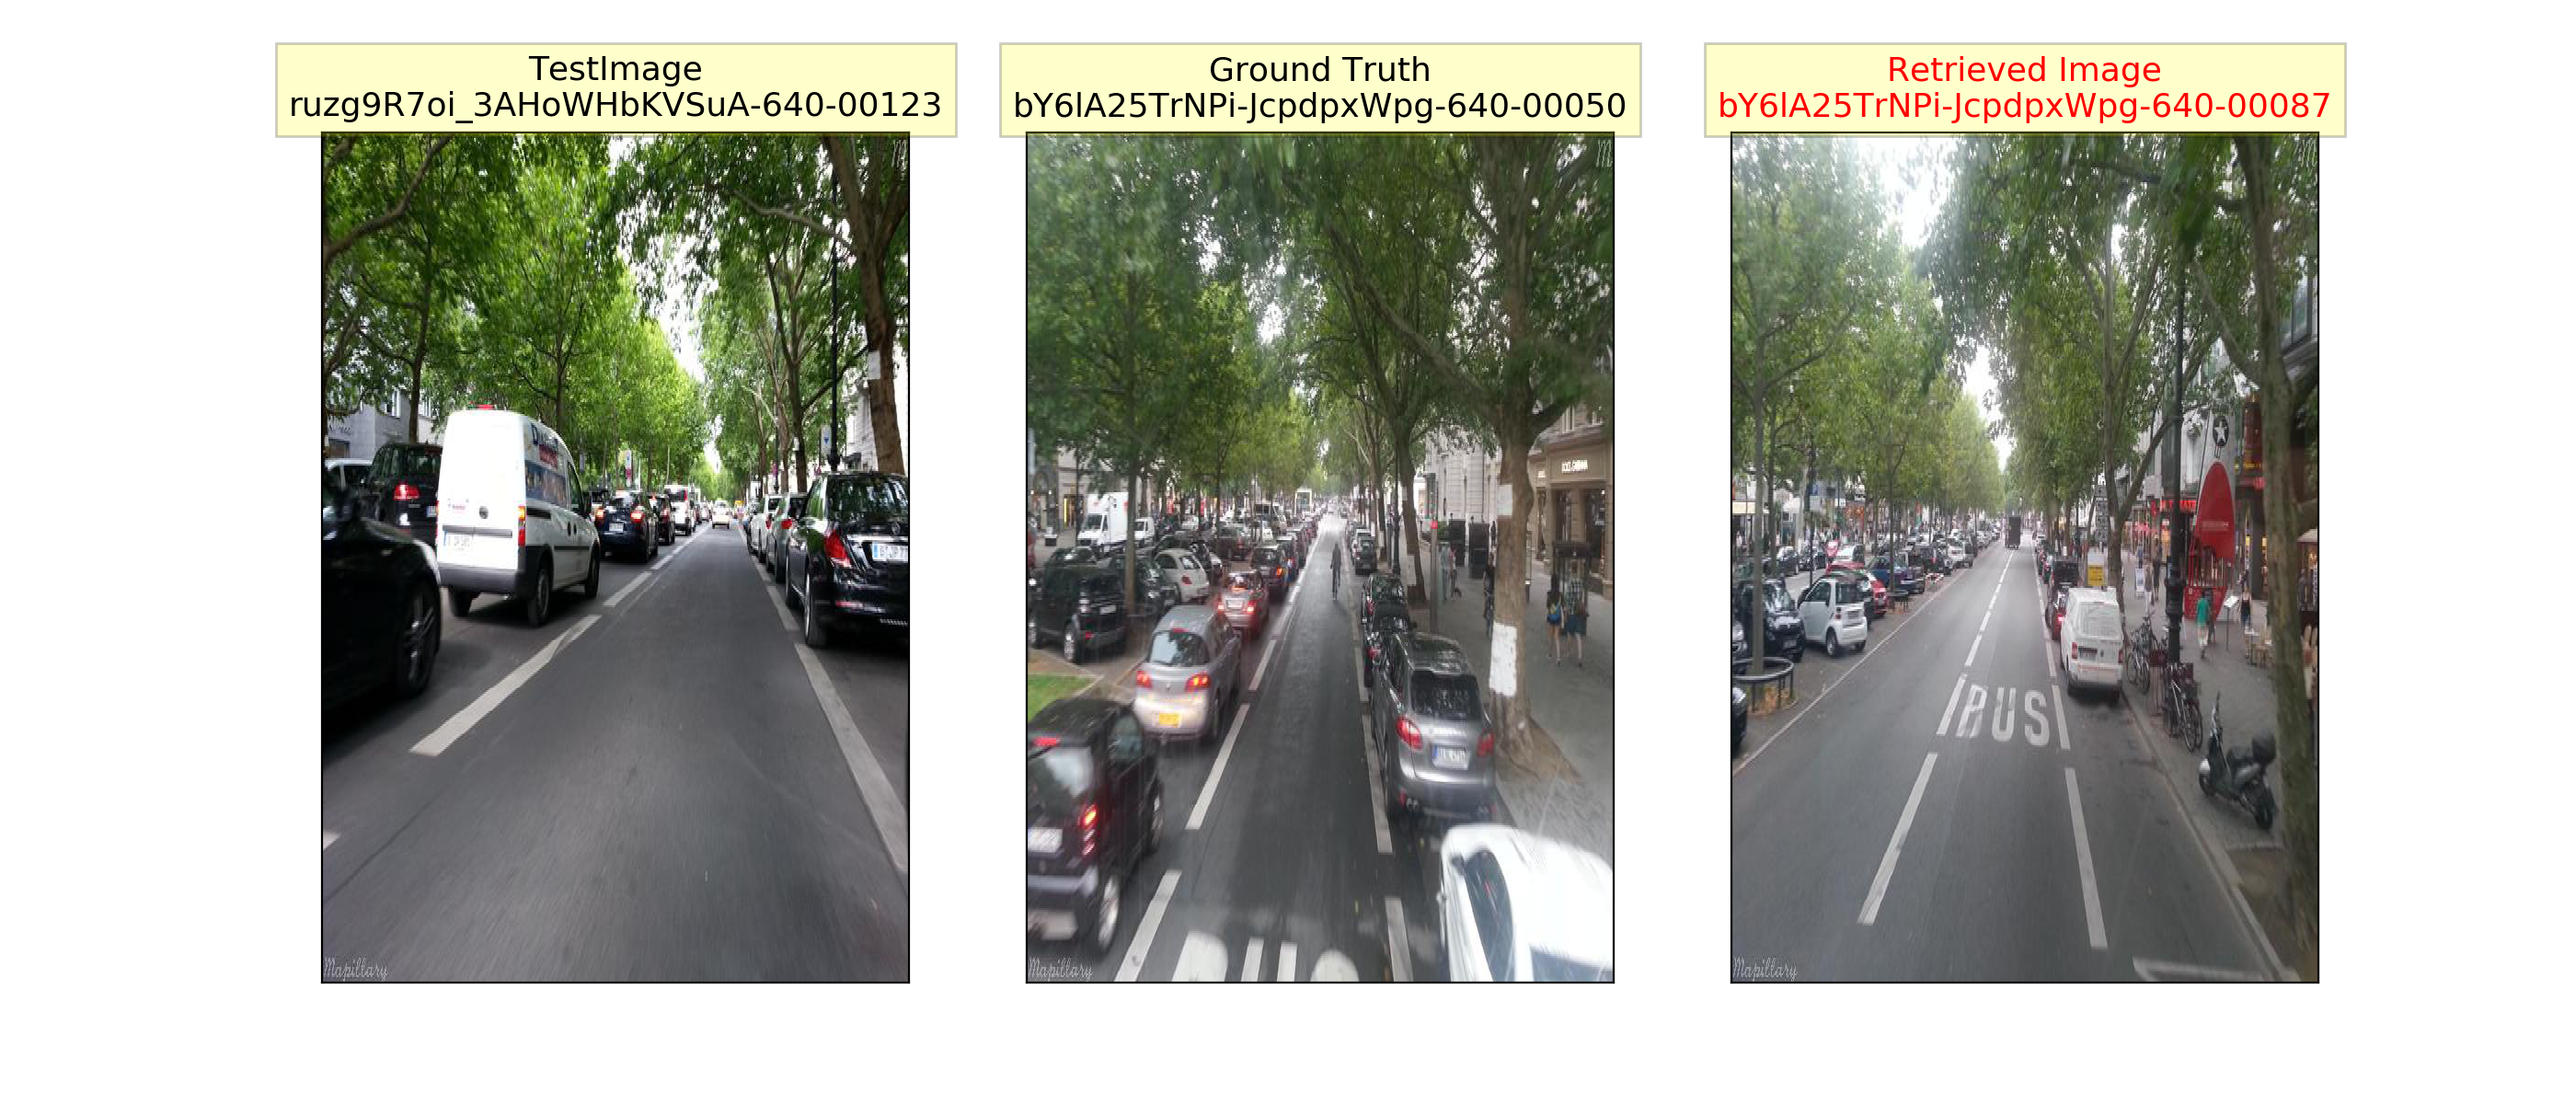 TestImage
ruzg9R7oi_3AHoWHbKVSuA-640-00123
Ground Truth
bY6lA25TrNPi-JcpdpxWpg-640-00050
Retrieved Image
bY6lA25TrNPi-JcpdpxWpg-640-00087
BUS
Mapillary
Mapillary
Mapillary